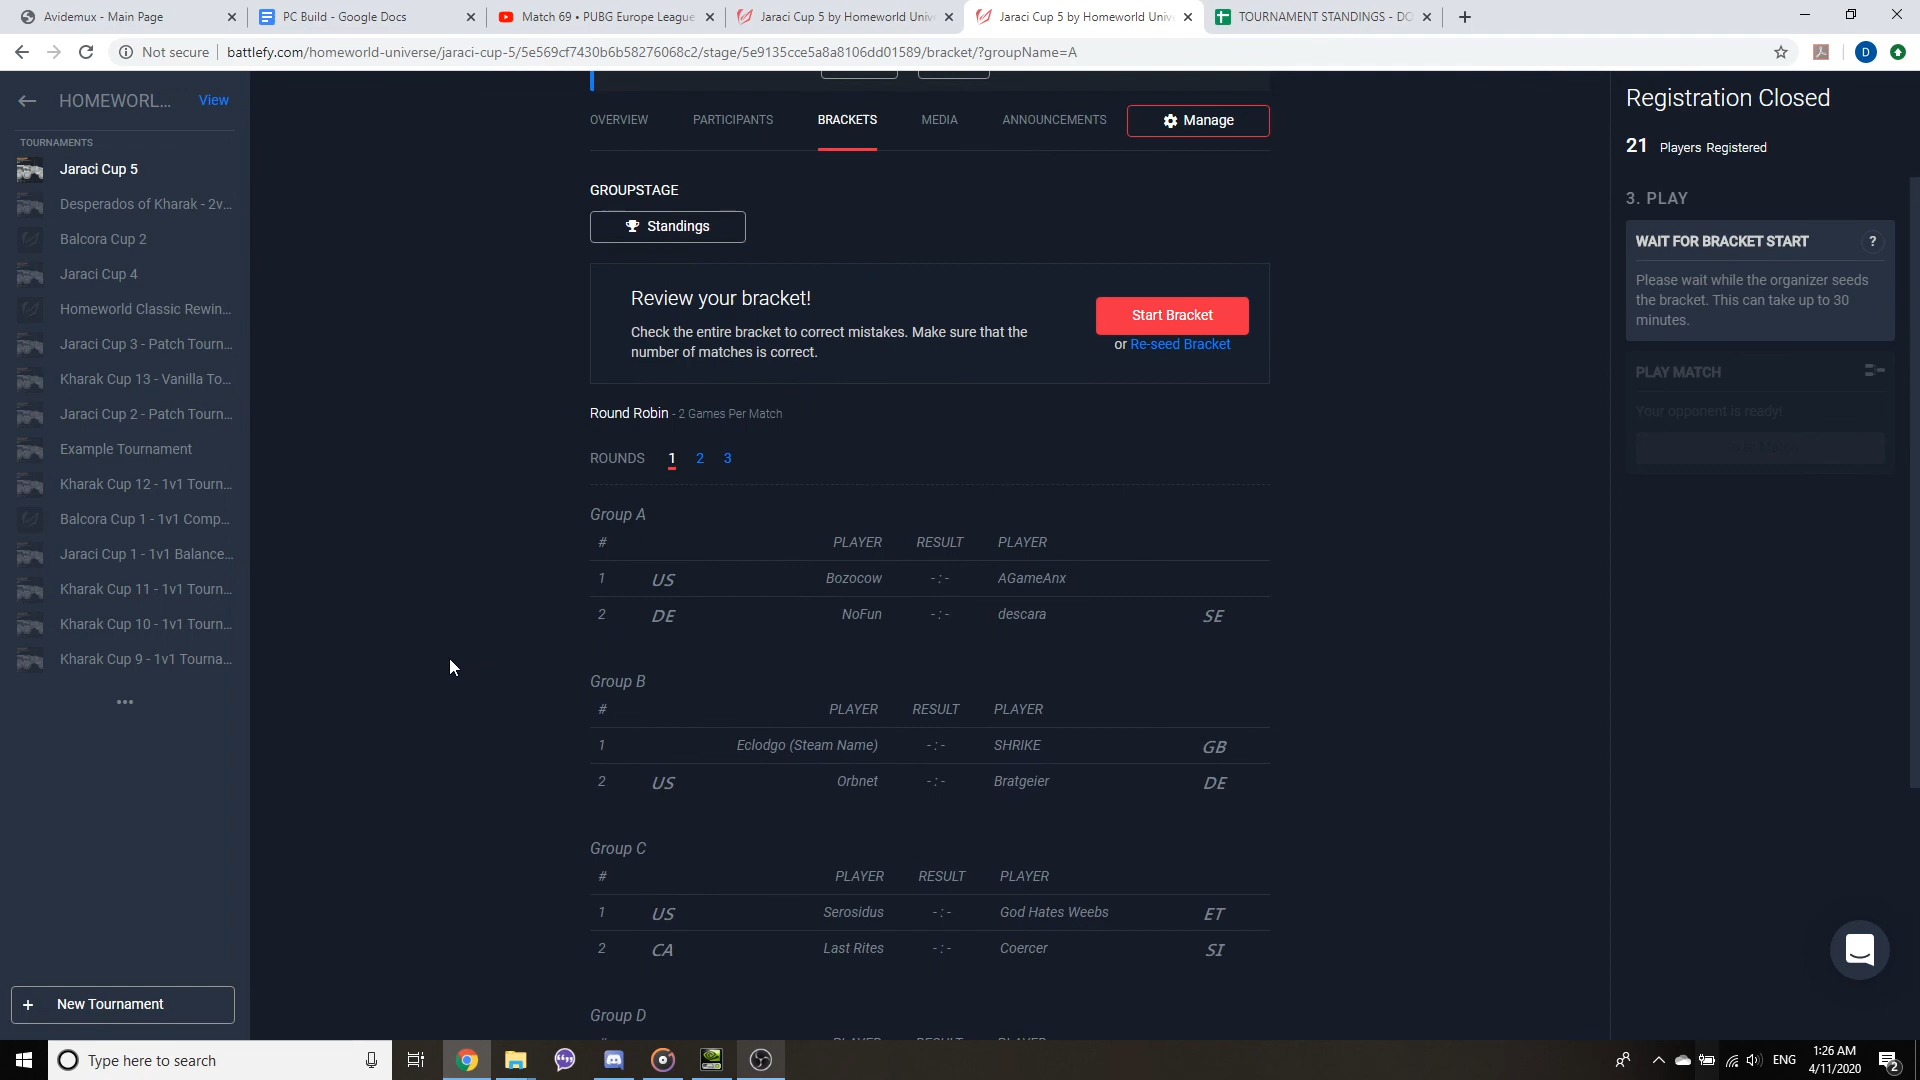 Avidemux - Main Page
PC Build - Google Docs
Match 69 • PUBG Europe League
Jaraci Cup 5 by Homeworld Univ
Jaraci Cup 5 by Homeworld Univ
TOURNAMENT STANDINGS - DO
Not secure
battlefy.com/homeworld-universe/jaraci-cup-5/5e569cf7430b6b58276068c2/stage/5e9135cce5a8a8106dd01589/bracket/?groupName=A
D
HOMEWORL...
View
TOURNAMENTS
Jaraci Cup 5
Desperados of Kharak - 2v...
Balcora Cup 2
Jaraci Cup 4
Homeworld Classic Rewin...
Jaraci Cup 3 - Patch Tourn...
Kharak Cup 13 - Vanilla To...
Jaraci Cup 2 - Patch Tourn...
Example Tournament
Kharak Cup 12 - 1v1 Tourn...
Balcora Cup 1 - 1v1 Comp...
Jaraci Cup 1 - 1v1 Balance...
Kharak Cup 11 - 1v1 Tourn...
Kharak Cup 10 - 1v1 Tourn...
Kharak Cup 9 - 1v1 Tourna...
•••
+ New Tournament
OVERVIEW PARTICIPANTS BRACKETS MEDIA ANNOUNCEMENTS Manage
GROUPSTAGE
Standings
Review your bracket!
Check the entire bracket to correct mistakes. Make sure that the
number of matches is correct.
Start Bracket
or Re-seed Bracket
Round Robin - 2 Games Per Match
ROUNDS 1 2 3
Group A
# PLAYER RESULT PLAYER
1 US Bozocow - : - AGameAnx
2 DE NoFun - : - descara SE
Group B
# PLAYER RESULT PLAYER
1 Eclodgo (Steam Name) - : - SHRIKE GB
2 US Orbnet - : - Bratgeier DE
Group C
# PLAYER RESULT PLAYER
1 US Serosidus - : - God Hates Weebs ET
2 CA Last Rites - : - Coercer SI
Group D
# PLAYER RESULT PLAYER
Registration Closed
21 Players Registered
3. PLAY
WAIT FOR BRACKET START ?
Please wait while the organizer seeds
the bracket. This can take up to 30
minutes.
PLAY MATCH
Your opponent is ready!
Type here to search
ENG
1:26 AM
4/11/2020
2